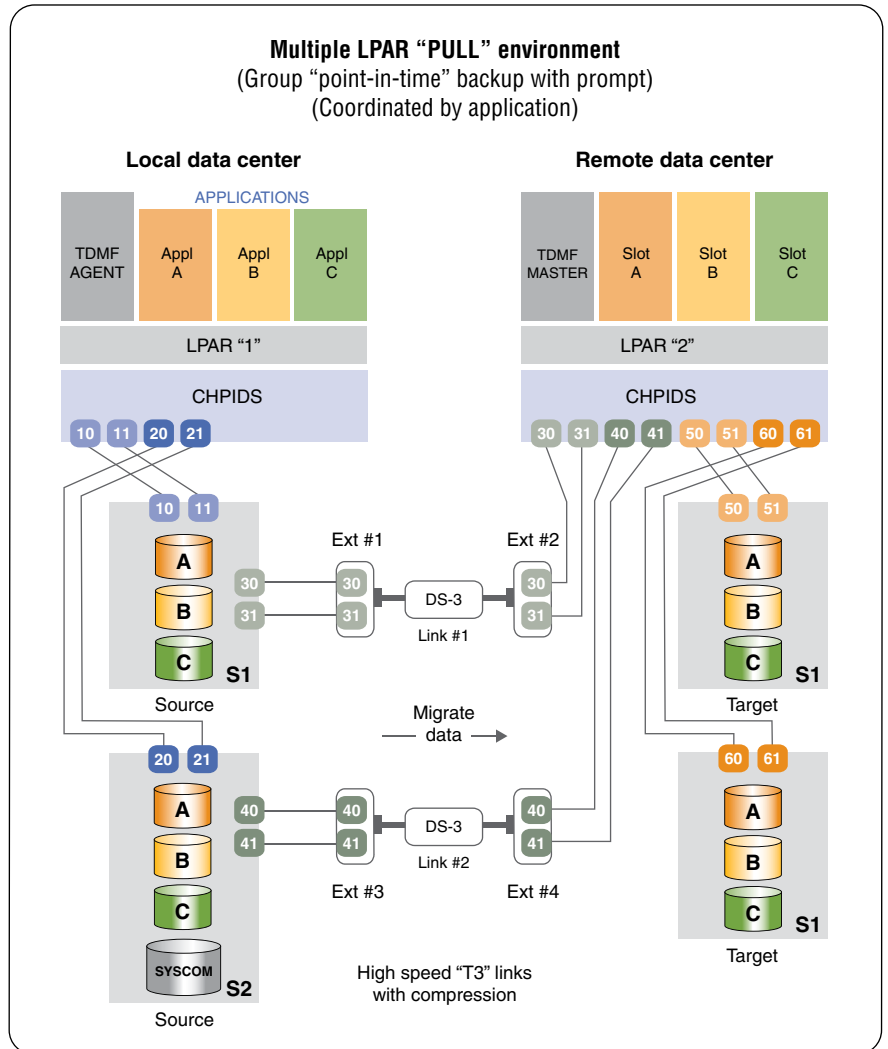 Multiple LPAR “PULL” environment
(Group “point-in-time” backup with prompt)
(Coordinated by application)
Local data center
Remote data center
APPLICATIONS
TDMF
AGENT
Appl
A
Appl
B
Appl
C
TDMF
MASTER
Slot
A
Slot
B
Slot
C
LPAR “1”
LPAR “2”
CHPIDS
CHPIDS
10 11 20 21
30 31 40 41 50 51 60 61
10 11
50 51
Ext #1
Ext #2
A
B
C
S1
Source
30
31
30
31
DS-3
Link #1
30
31
A
B
C
S1
Target
Migrate
data
20 21
60 61
A
B
C
SYSCOM
S2
Source
40
41
40
41
DS-3
Link #2
40
41
Ext #3
Ext #4
A
B
C
S1
Target
High speed “T3” links
with compression